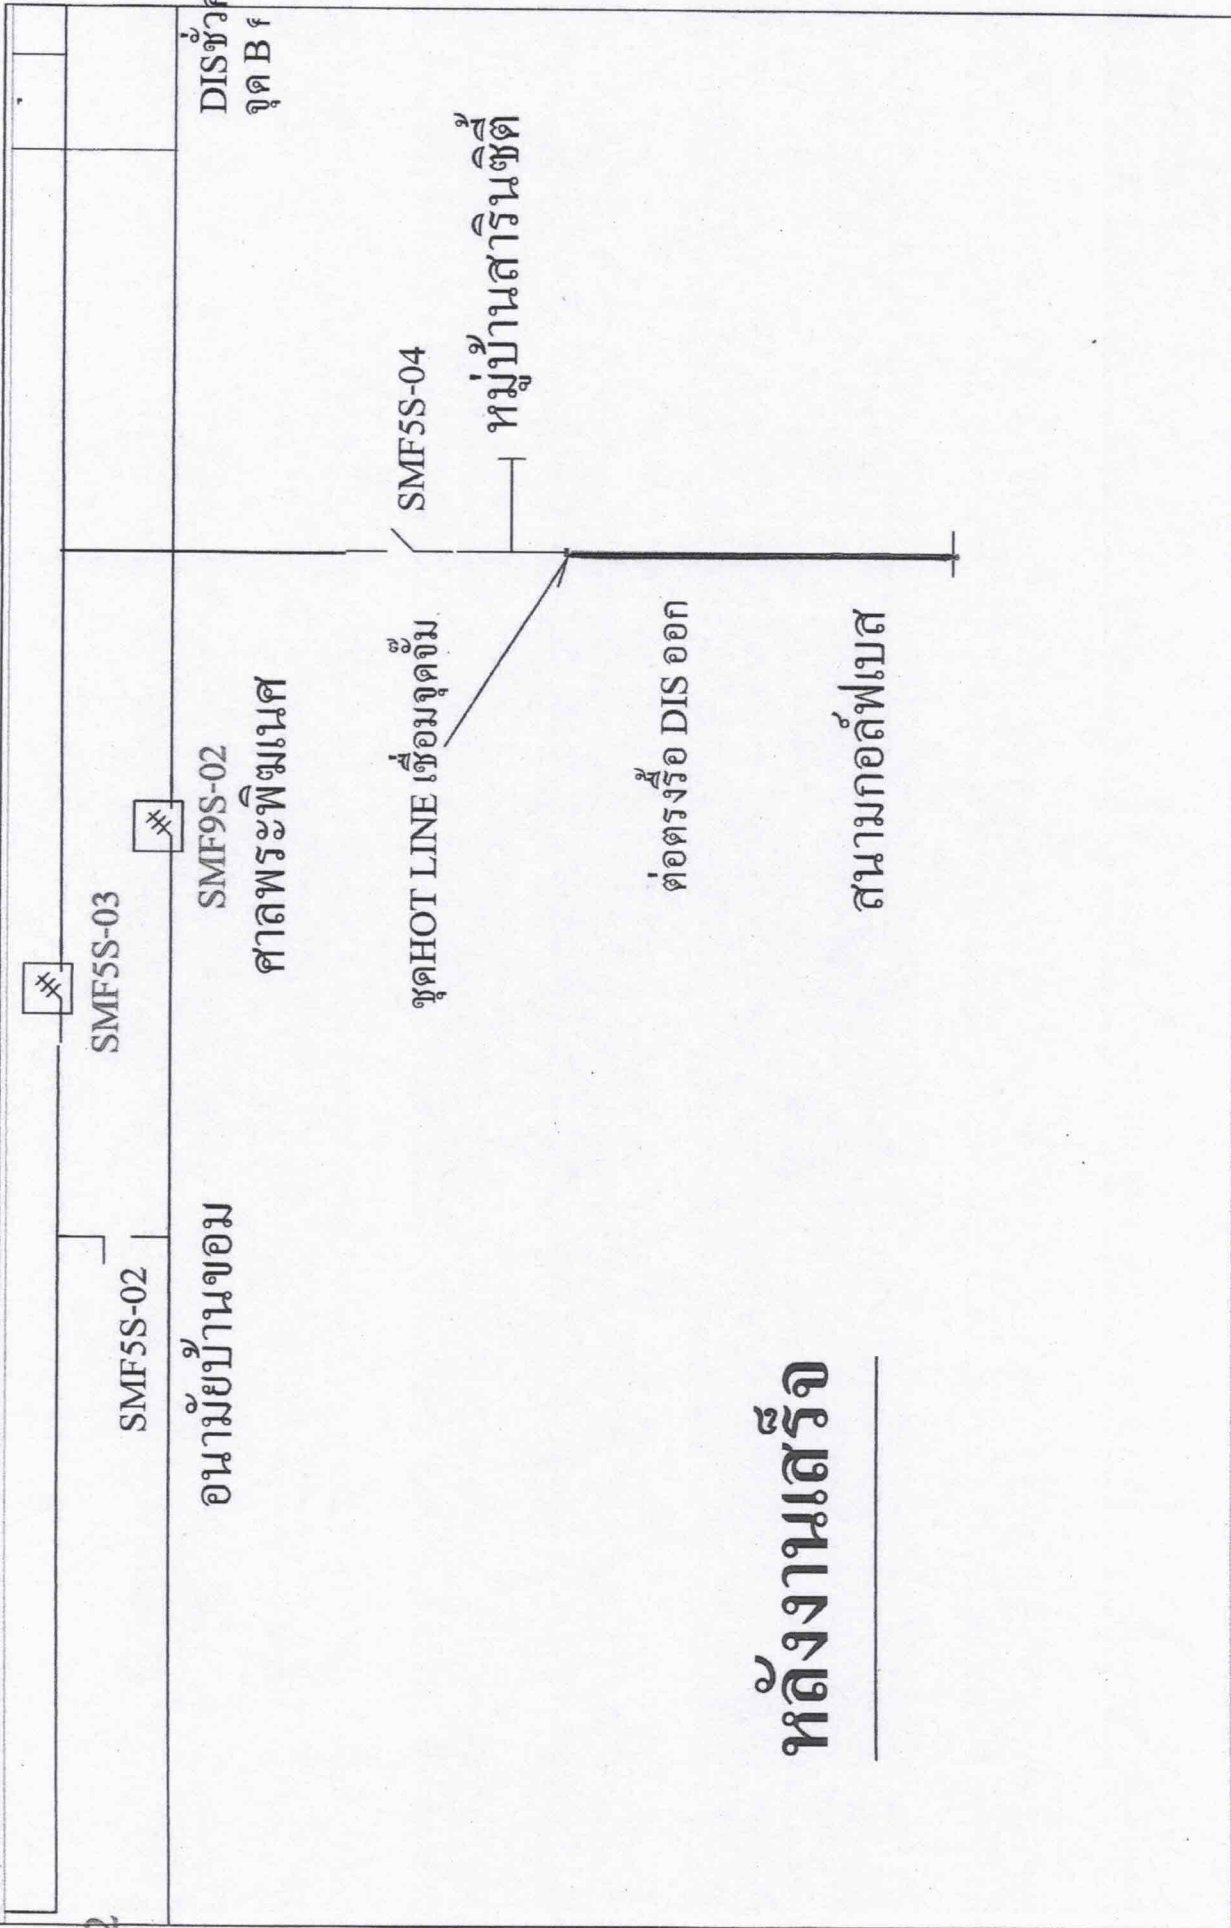 SMF5S-03
SMF5S-02
SMF9S-02
DISชั่ว
จุด B
อนามัยบ้านขอม
ศาลพระพิฆเนศ
SMF5S-04
ชุดHOT LINE เชื่อมจุดจั๊ม
หมู่บ้านสารินซิตี้
ต่อตรงรื้อ DIS ออก
สนามกอล์ฟเบส
หลังงานเสร็จ